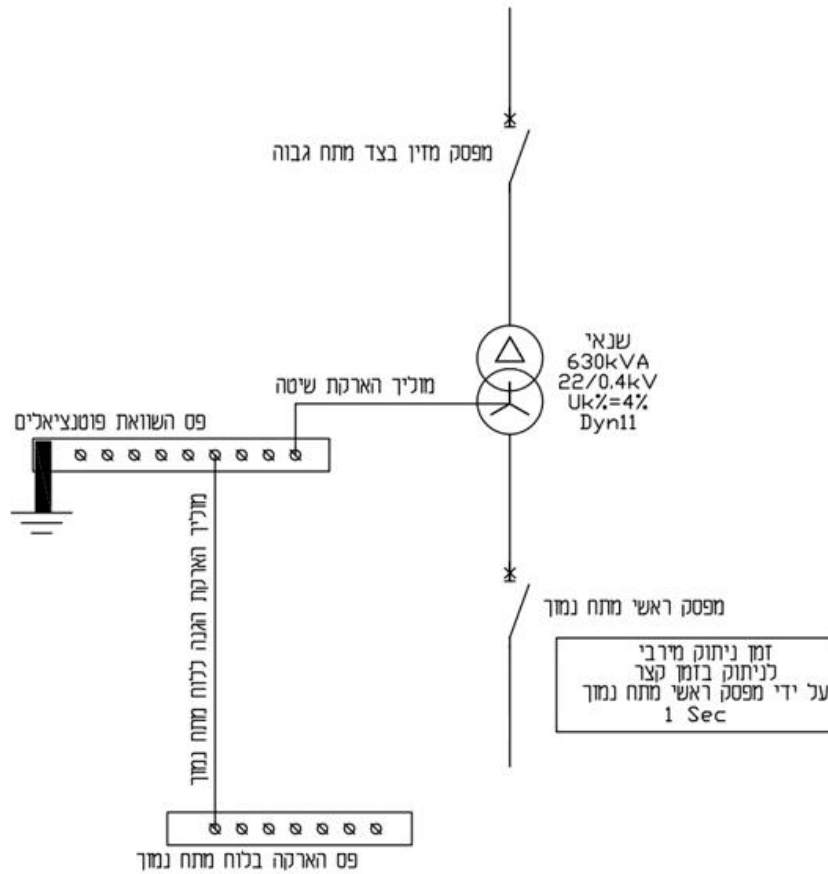 מפסק מזין בצד מתח גבוה
שנאי
630kVA
22/0.4kV
Uk%=4%
Dyn11
מוליך הארקת שיטה
פס השוואת פוטנציאלים
מוליך הארקת הגנה ללוח מתח נמוך
מפסק ראשי מתח נמוך
זמן ניתוק מירבי
לניתוק בזמן קצר
על ידי מפסק ראשי מתח נמוך
1 Sec
פס הארקה בלוח מתח נמוך